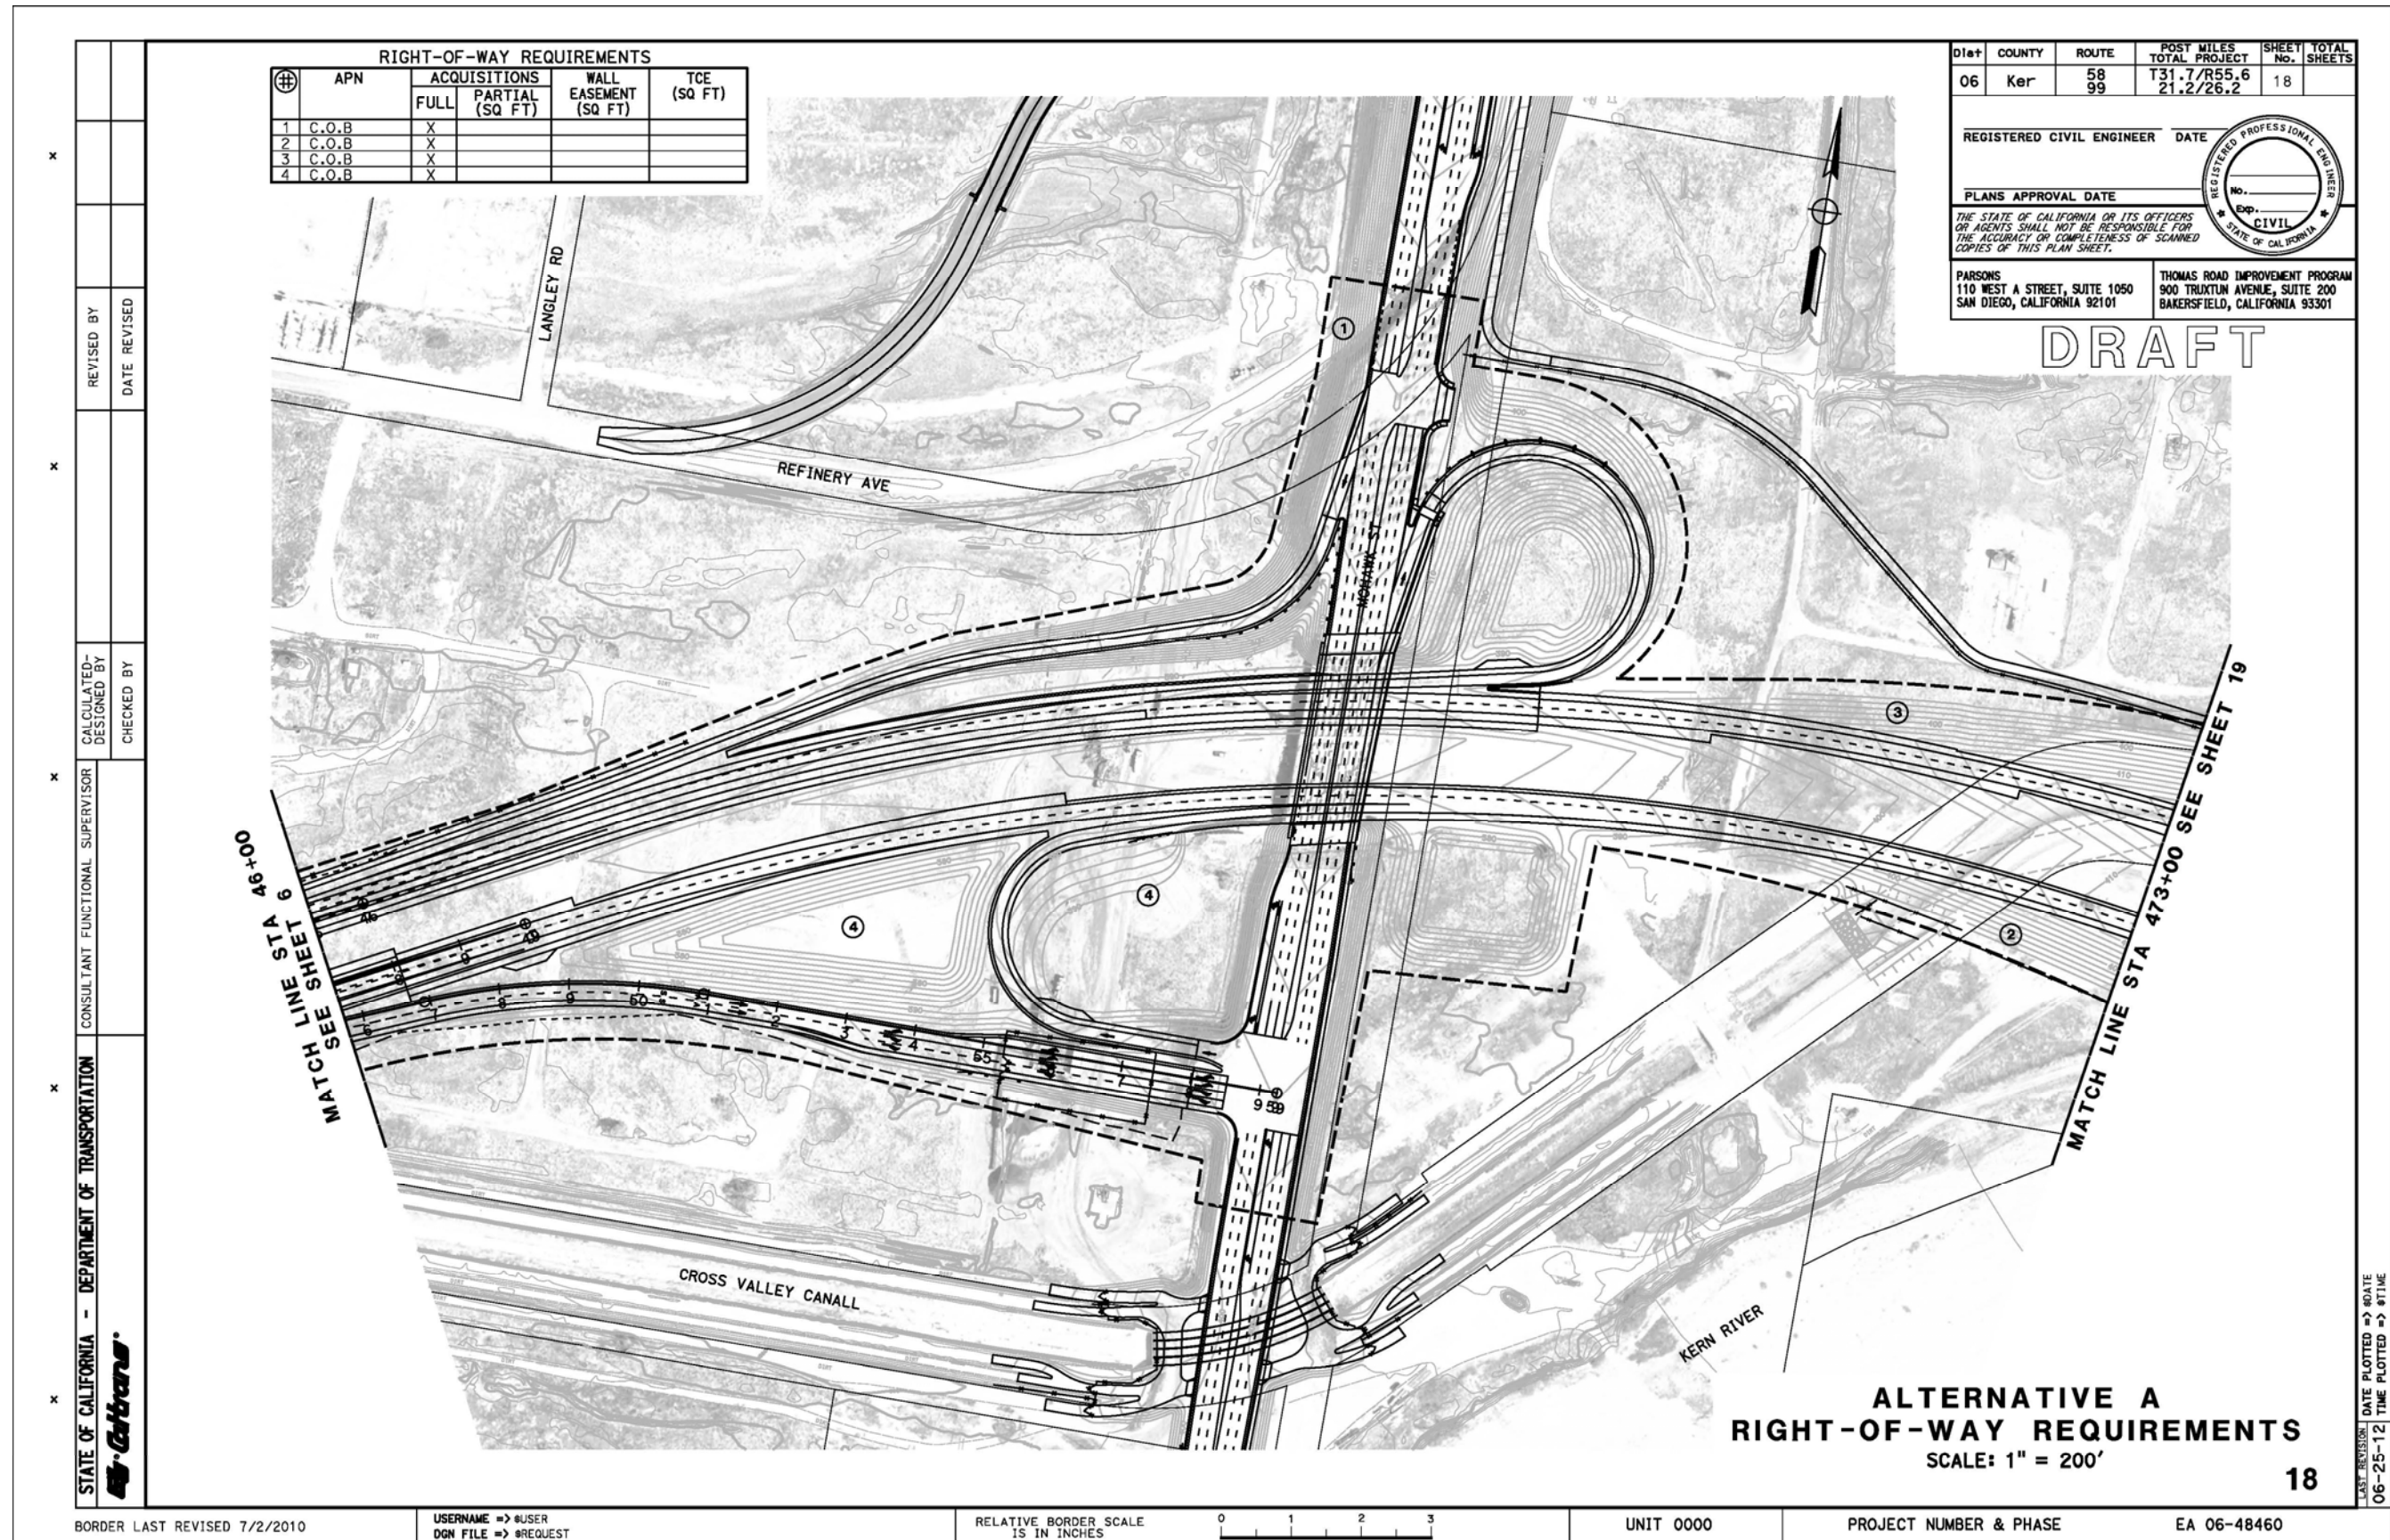 RIGHT-OF-WAY REQUIREMENTS
# APN ACQUISITIONS WALL EASEMENT (SQ FT) TCE (SQ FT)
FULL PARTIAL (SQ FT)
1 C.O.B X
2 C.O.B X
3 C.O.B X
4 C.O.B X
Dist COUNTY ROUTE POST MILES TOTAL PROJECT SHEET No. TOTAL SHEETS
06 Ker 58 99 T31.7/R55.6 21.2/26.2 18
REGISTERED CIVIL ENGINEER DATE
PLANS APPROVAL DATE
REGISTERED PROFESSIONAL ENGINEER
No.
Exp.
CIVIL
STATE OF CALIFORNIA
THE STATE OF CALIFORNIA OR ITS OFFICERS
OR AGENTS SHALL NOT BE RESPONSIBLE FOR
THE ACCURACY OR COMPLETENESS OF SCANNED
COPIES OF THIS PLAN SHEET.
PARSONS
110 WEST A STREET, SUITE 1050
SAN DIEGO, CALIFORNIA 92101
THOMAS ROAD IMPROVEMENT PROGRAM
900 TRUXTUN AVENUE, SUITE 200
BAKERSFIELD, CALIFORNIA 93301
DRAFT
REVISED BY
DATE REVISED
CALCULATED-
DESIGNED BY
CHECKED BY
CONSULTANT FUNCTIONAL SUPERVISOR
STATE OF CALIFORNIA - DEPARTMENT OF TRANSPORTATION
Caltrans
LANGLEY RD
REFINERY AVE
MOHAWK ST
1
3
4
4
2
MATCH LINE STA 46+00
SEE SHEET 6
MATCH LINE STA 473+00 SEE SHEET 19
CROSS VALLEY CANALL
KERN RIVER
ALTERNATIVE A
RIGHT-OF-WAY REQUIREMENTS
SCALE: 1" = 200'
18
LAST REVISION
06-25-12
DATE PLOTTED => $DATE
TIME PLOTTED => $TIME
BORDER LAST REVISED 7/2/2010
USERNAME => $USER
DGN FILE => $REQUEST
RELATIVE BORDER SCALE
IS IN INCHES
0 1 2 3
UNIT 0000
PROJECT NUMBER & PHASE
EA 06-48460